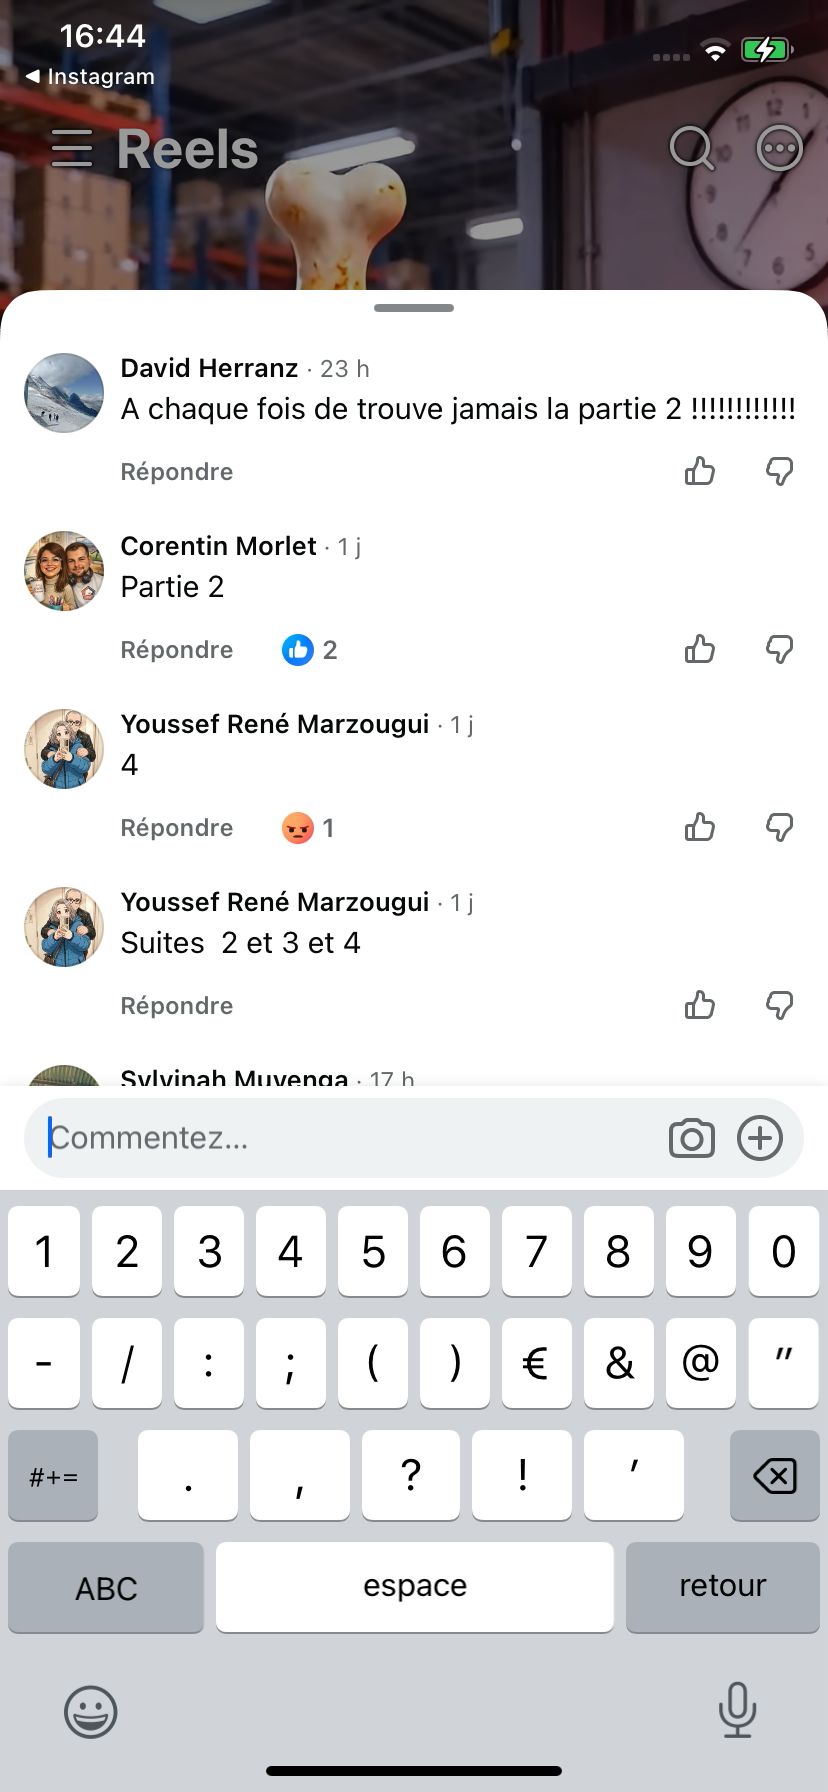 16:44
◀ Instagram
Reels
David Herranz · 23 h
A chaque fois de trouve jamais la partie 2 !!!!!!!!!!!!
Répondre
Corentin Morlet · 1 j
Partie 2
Répondre 2
Youssef René Marzougui · 1 j
4
Répondre 1
Youssef René Marzougui · 1 j
Suites 2 et 3 et 4
Répondre
Sylvinah Muyenga · 17 h
Commentez...
1 2 3 4 5 6 7 8 9 0
- / : ; ( ) € & @ "
#+= . , ? ! '
ABC espace retour